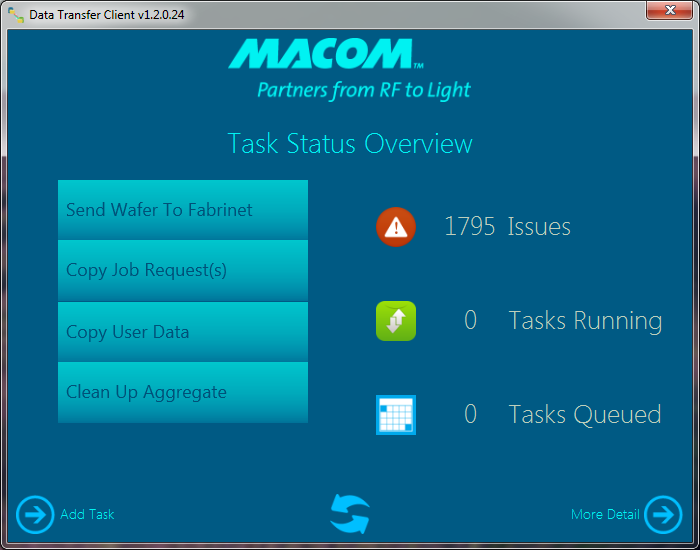 Data Transfer Client v1.2.0.24
MACOM™
Partners from RF to Light
Task Status Overview
Send Wafer To Fabrinet
Copy Job Request(s)
Copy User Data
Clean Up Aggregate
1795 Issues
0 Tasks Running
0 Tasks Queued
Add Task
More Detail